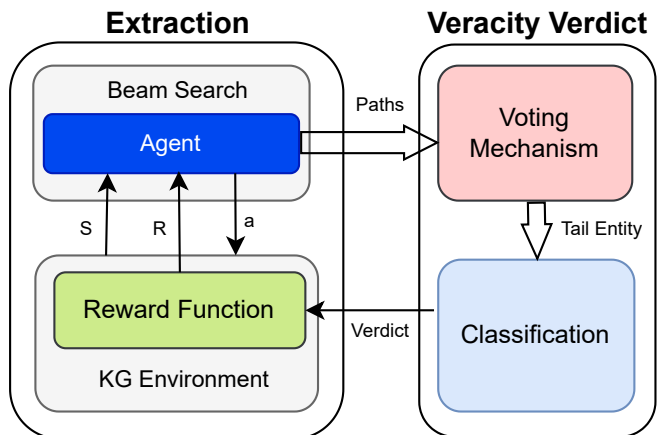 Extraction
Veracity Verdict
Beam Search
Agent
Paths
Voting
Mechanism
S
R
a
Tail Entity
Reward Function
Verdict
Classification
KG Environment